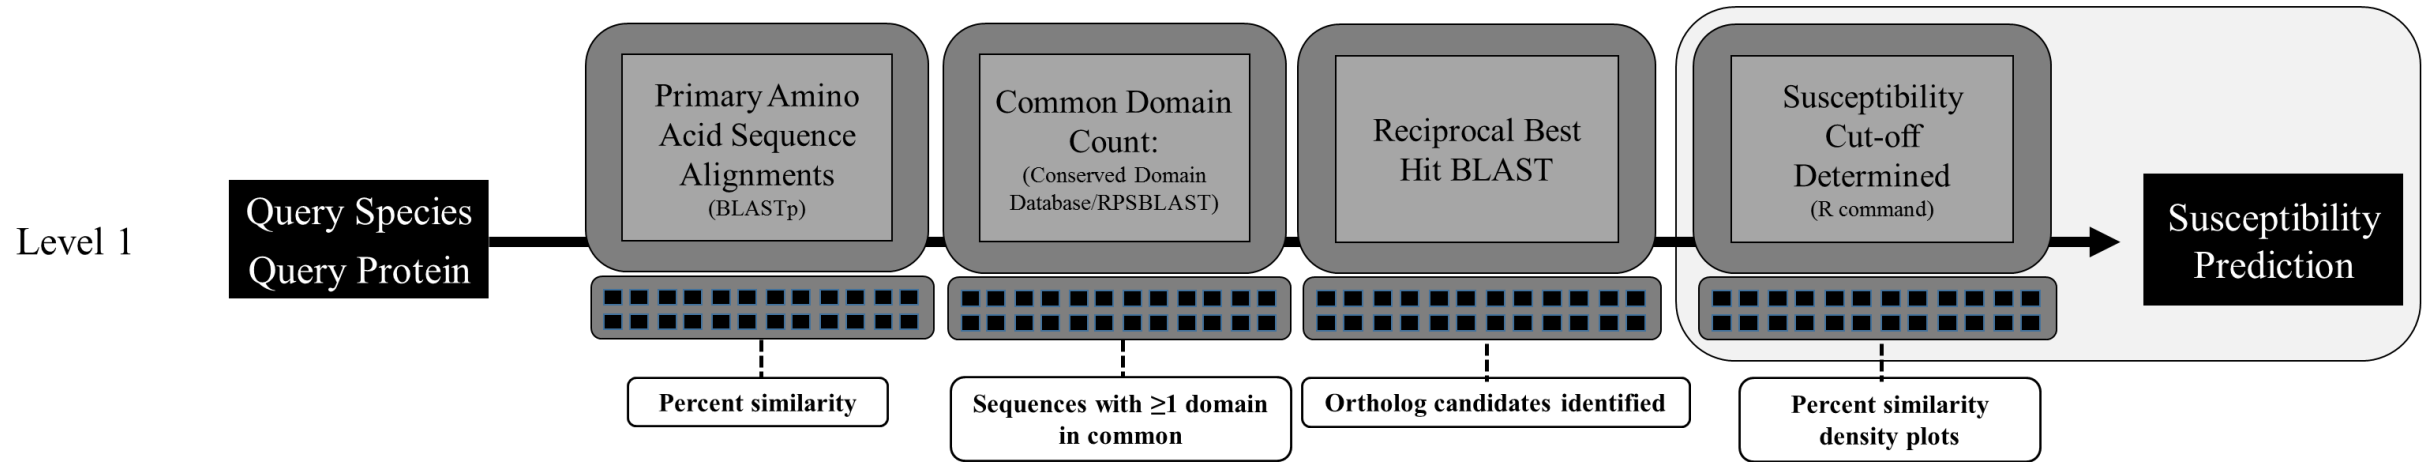 Level 1
Query Species
Query Protein
Primary Amino
Acid Sequence
Alignments
(BLASTp)
Percent similarity
Common Domain
Count:
(Conserved Domain
Database/RPSBLAST)
Sequences with ≥1 domain
in common
Reciprocal Best
Hit BLAST
Ortholog candidates identified
Susceptibility
Cut-off
Determined
(R command)
Percent similarity
density plots
Susceptibility
Prediction